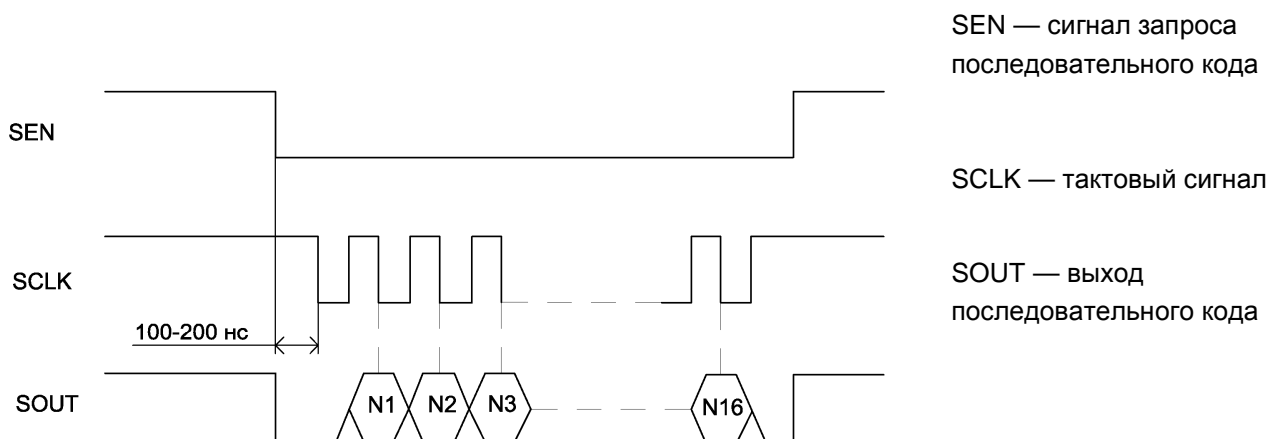 SEN — сигнал запроса
последовательного кода
SEN
SCLK — тактовый сигнал
SCLK
SOUT — выход
последовательного кода
100-200 нс
SOUT
N1 N2 N3 N16